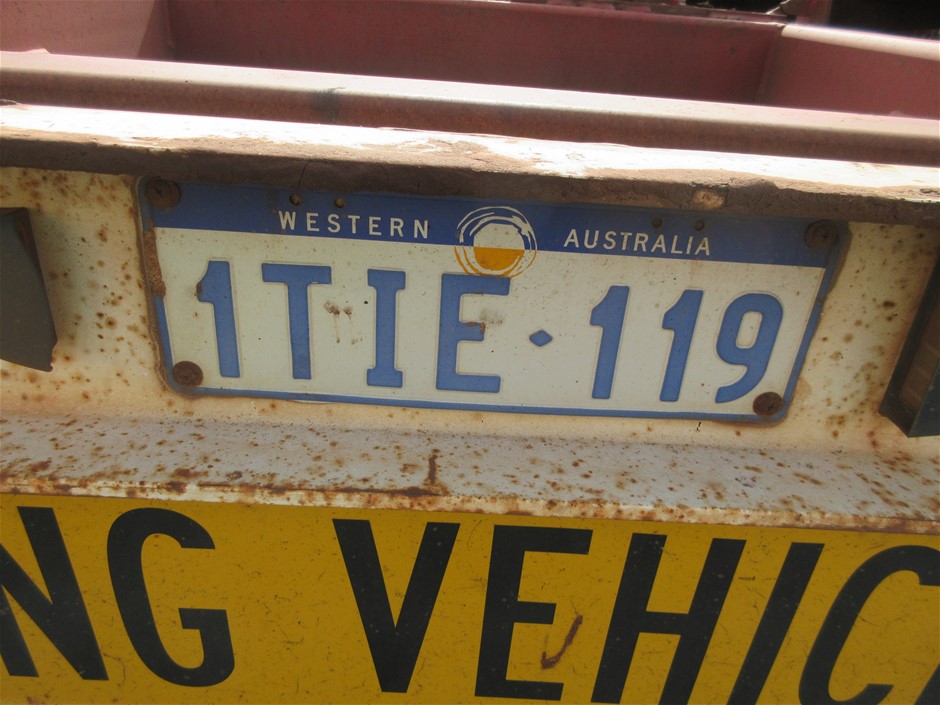 WESTERN AUSTRALIA
1TIE·119
NG VEHIC